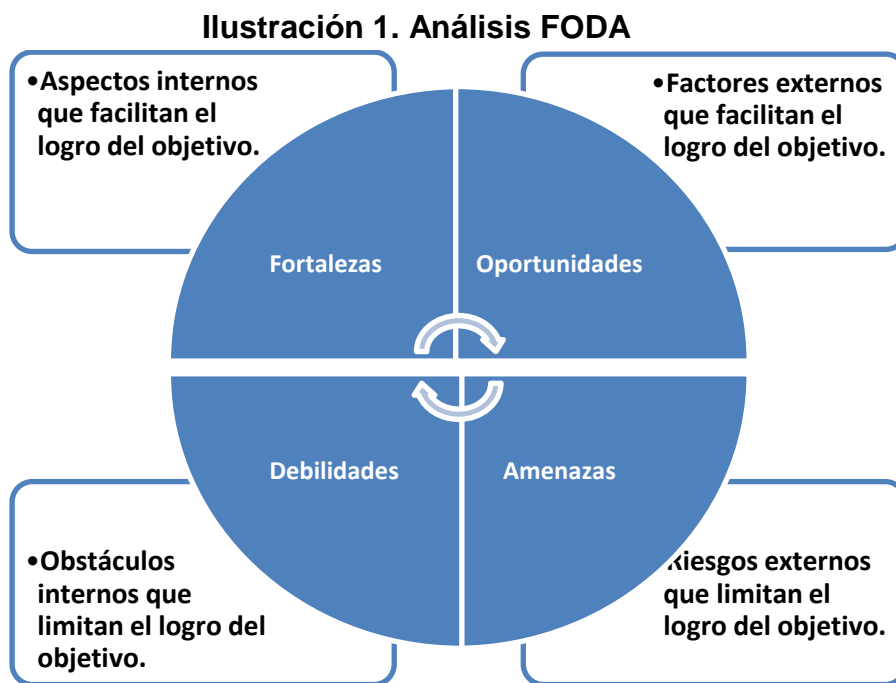 Ilustración 1. Análisis FODA
•Aspectos internos
que facilitan el
logro del objetivo.
•Factores externos
que facilitan el
logro del objetivo.
Fortalezas
Oportunidades
Debilidades
Amenazas
•Obstáculos
internos que
limitan el logro del
objetivo.
Riesgos externos
que limitan el
logro del objetivo.